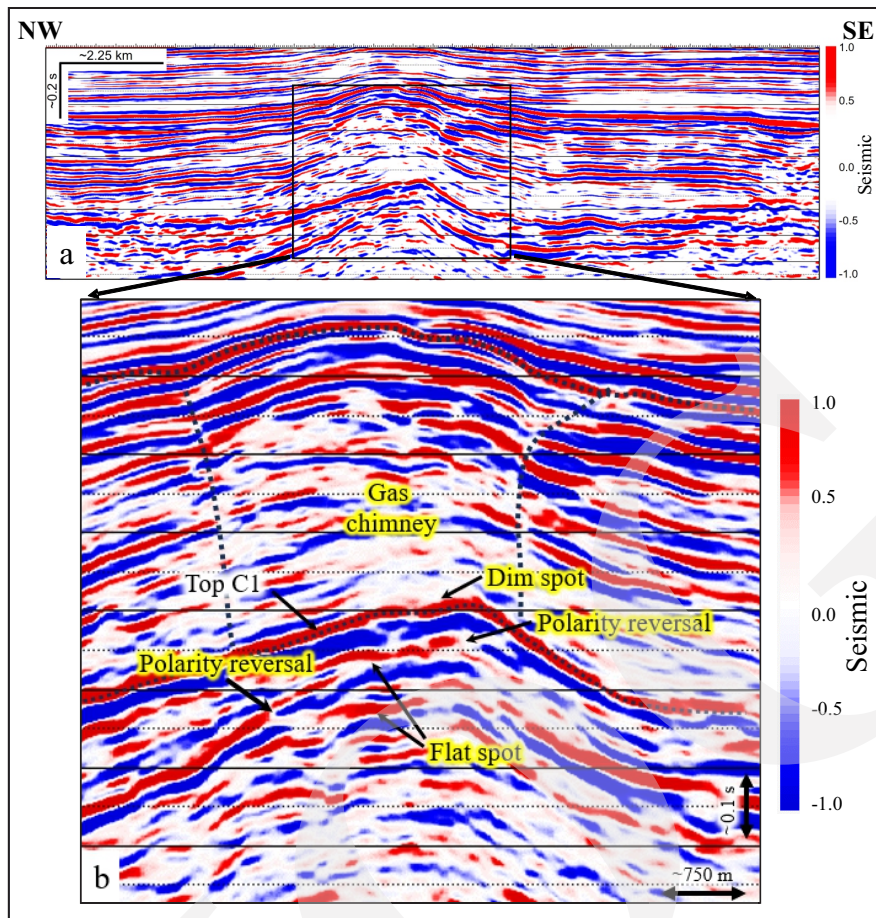 NW
SE
~2.25 km
~0.2 s
1.0
0.5
0.0
-0.5
-1.0
Seismic
a
Gas
chimney
Top C1
Dim spot
Polarity reversal
Polarity reversal
Flat spot
1.0
0.5
0.0
-0.5
-1.0
Seismic
~0.1 s
~750 m
b